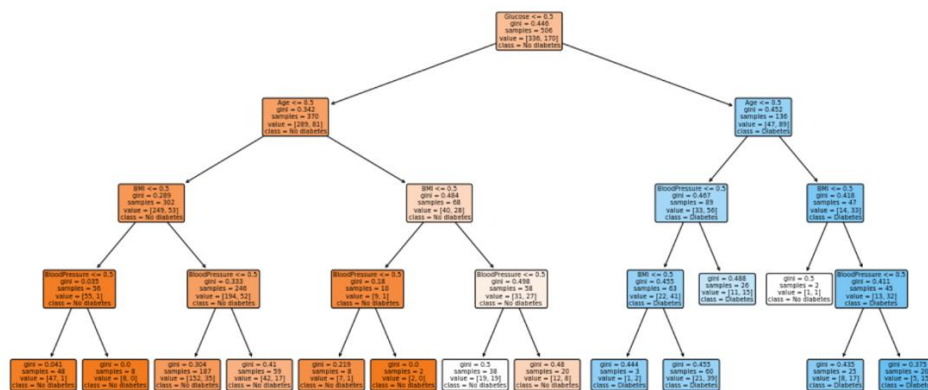 Glucose <= 0.5
gini = 0.446
samples = 506
value = [336, 170]
class = No diabetes
Age <= 0.5
gini = 0.342
samples = 370
value = [289, 81]
class = No diabetes
Age <= 0.5
gini = 0.452
samples = 136
value = [47, 89]
class = Diabetes
BMI <= 0.5
gini = 0.289
samples = 302
value = [249, 53]
class = No diabetes
BMI <= 0.5
gini = 0.484
samples = 68
value = [40, 28]
class = No diabetes
BloodPressure <= 0.5
gini = 0.467
samples = 89
value = [33, 56]
class = Diabetes
BMI <= 0.5
gini = 0.418
samples = 47
value = [14, 33]
class = Diabetes
BloodPressure <= 0.5
gini = 0.035
samples = 56
value = [55, 1]
class = No diabetes
BloodPressure <= 0.5
gini = 0.333
samples = 246
value = [194, 52]
class = No diabetes
BloodPressure <= 0.5
gini = 0.18
samples = 10
value = [9, 1]
class = No diabetes
BloodPressure <= 0.5
gini = 0.498
samples = 58
value = [31, 27]
class = No diabetes
BMI <= 0.5
gini = 0.455
samples = 63
value = [22, 41]
class = Diabetes
gini = 0.488
samples = 26
value = [11, 15]
class = Diabetes
gini = 0.5
samples = 2
value = [1, 1]
class = No diabetes
BloodPressure <= 0.5
gini = 0.411
samples = 45
value = [13, 32]
class = Diabetes
gini = 0.041
samples = 48
value = [47, 1]
class = No diabetes
gini = 0.0
samples = 8
value = [8, 0]
class = No diabetes
gini = 0.304
samples = 187
value = [152, 35]
class = No diabetes
gini = 0.41
samples = 59
value = [42, 17]
class = No diabetes
gini = 0.219
samples = 8
value = [7, 1]
class = No diabetes
gini = 0.0
samples = 2
value = [2, 0]
class = No diabetes
gini = 0.5
samples = 38
value = [19, 19]
class = No diabetes
gini = 0.48
samples = 20
value = [12, 8]
class = No diabetes
gini = 0.444
samples = 3
value = [1, 2]
class = Diabetes
gini = 0.455
samples = 60
value = [21, 39]
class = Diabetes
gini = 0.435
samples = 25
value = [8, 17]
class = Diabetes
gini = 0.375
samples = 20
value = [5, 15
class = Diabete